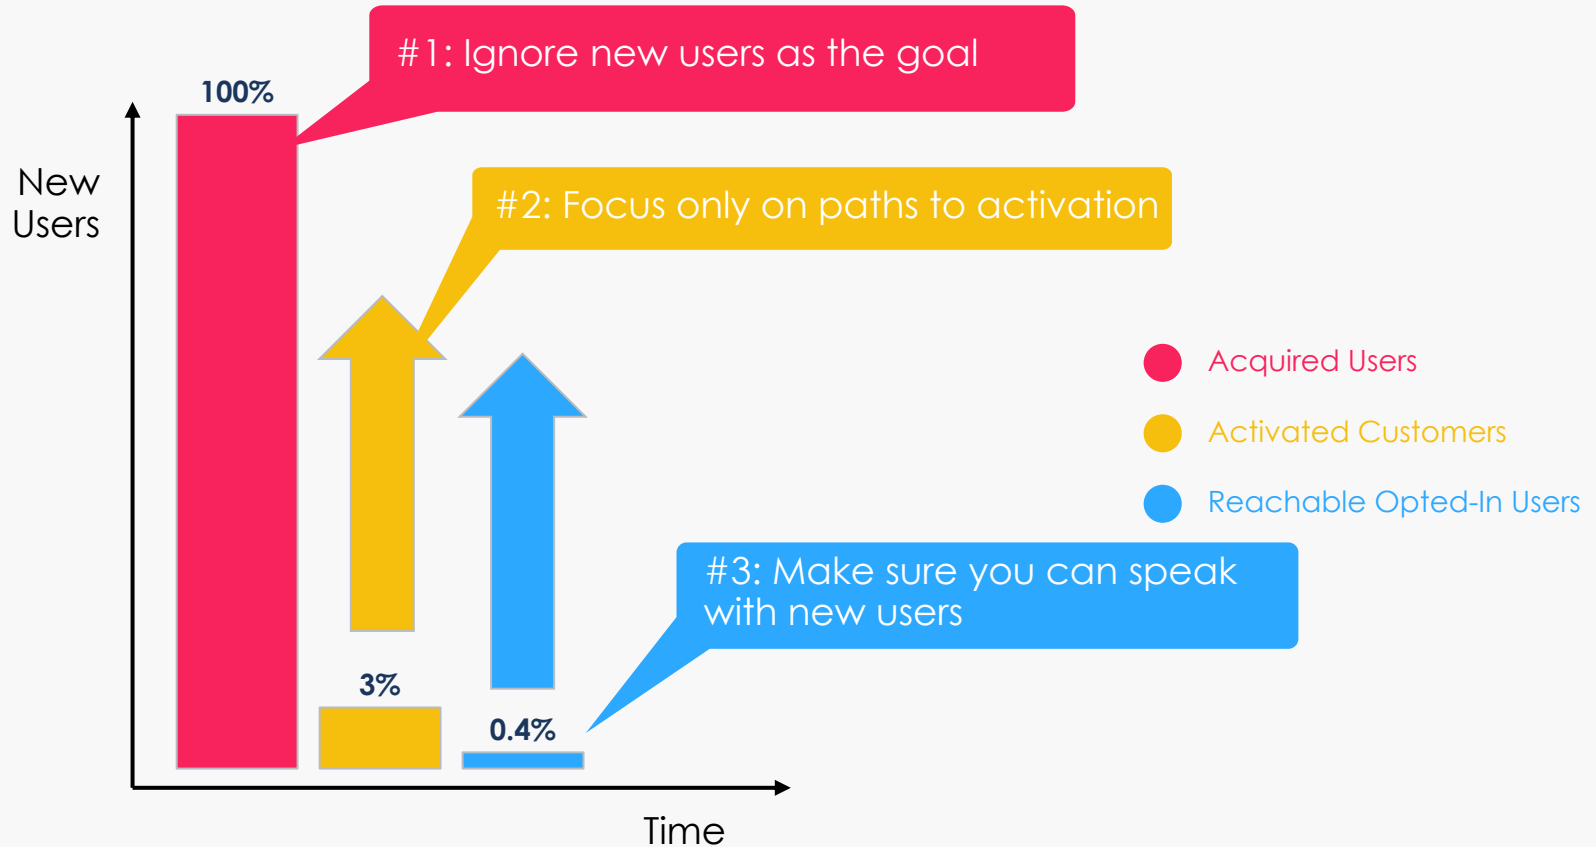 #1: Ignore new users as the goal
100%
New
Users
#2: Focus only on paths to activation
Acquired Users
Activated Customers
Reachable Opted-In Users
#3: Make sure you can speak
with new users
3%
0.4%
Time